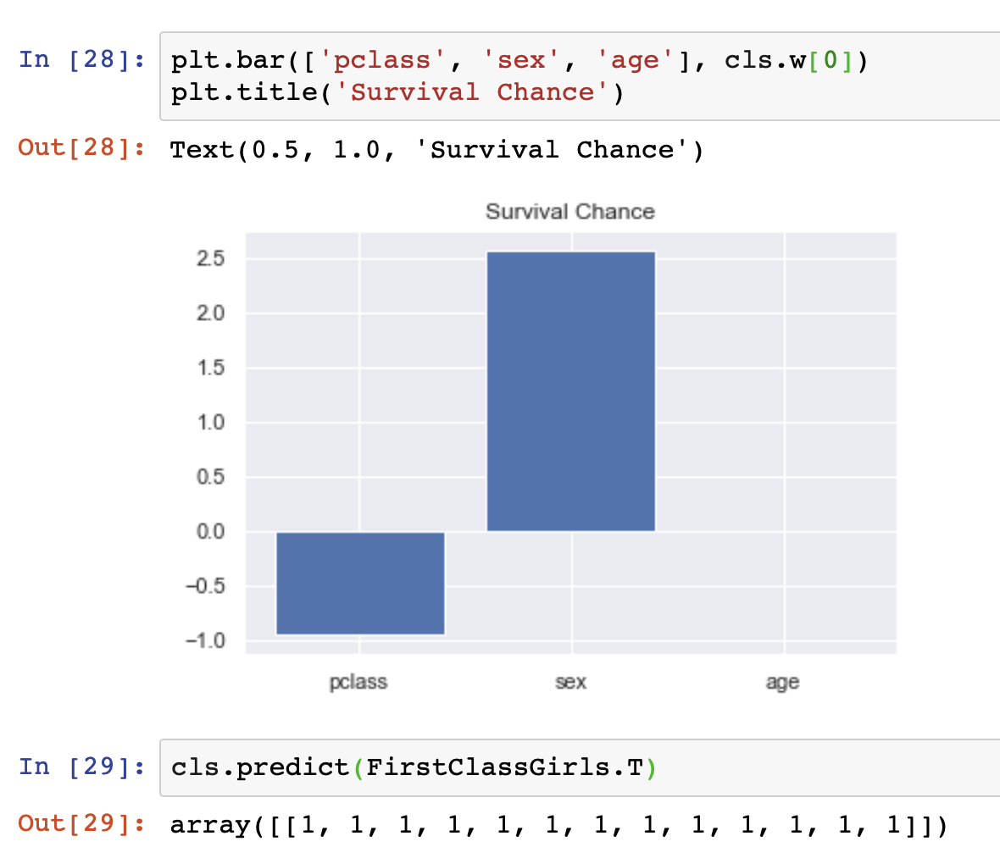 In [28]: plt.bar(['pclass', 'sex', 'age'], cls.w[0])
plt.title('Survival Chance')
Out[28]: Text(0.5, 1.0, 'Survival Chance')
Survival Chance
2.5
2.0
1.5
1.0
0.5
0.0
−0.5
−1.0
pclass sex age
In [29]: cls.predict(FirstClassGirls.T)
Out[29]: array([[1, 1, 1, 1, 1, 1, 1, 1, 1, 1, 1, 1, 1]])